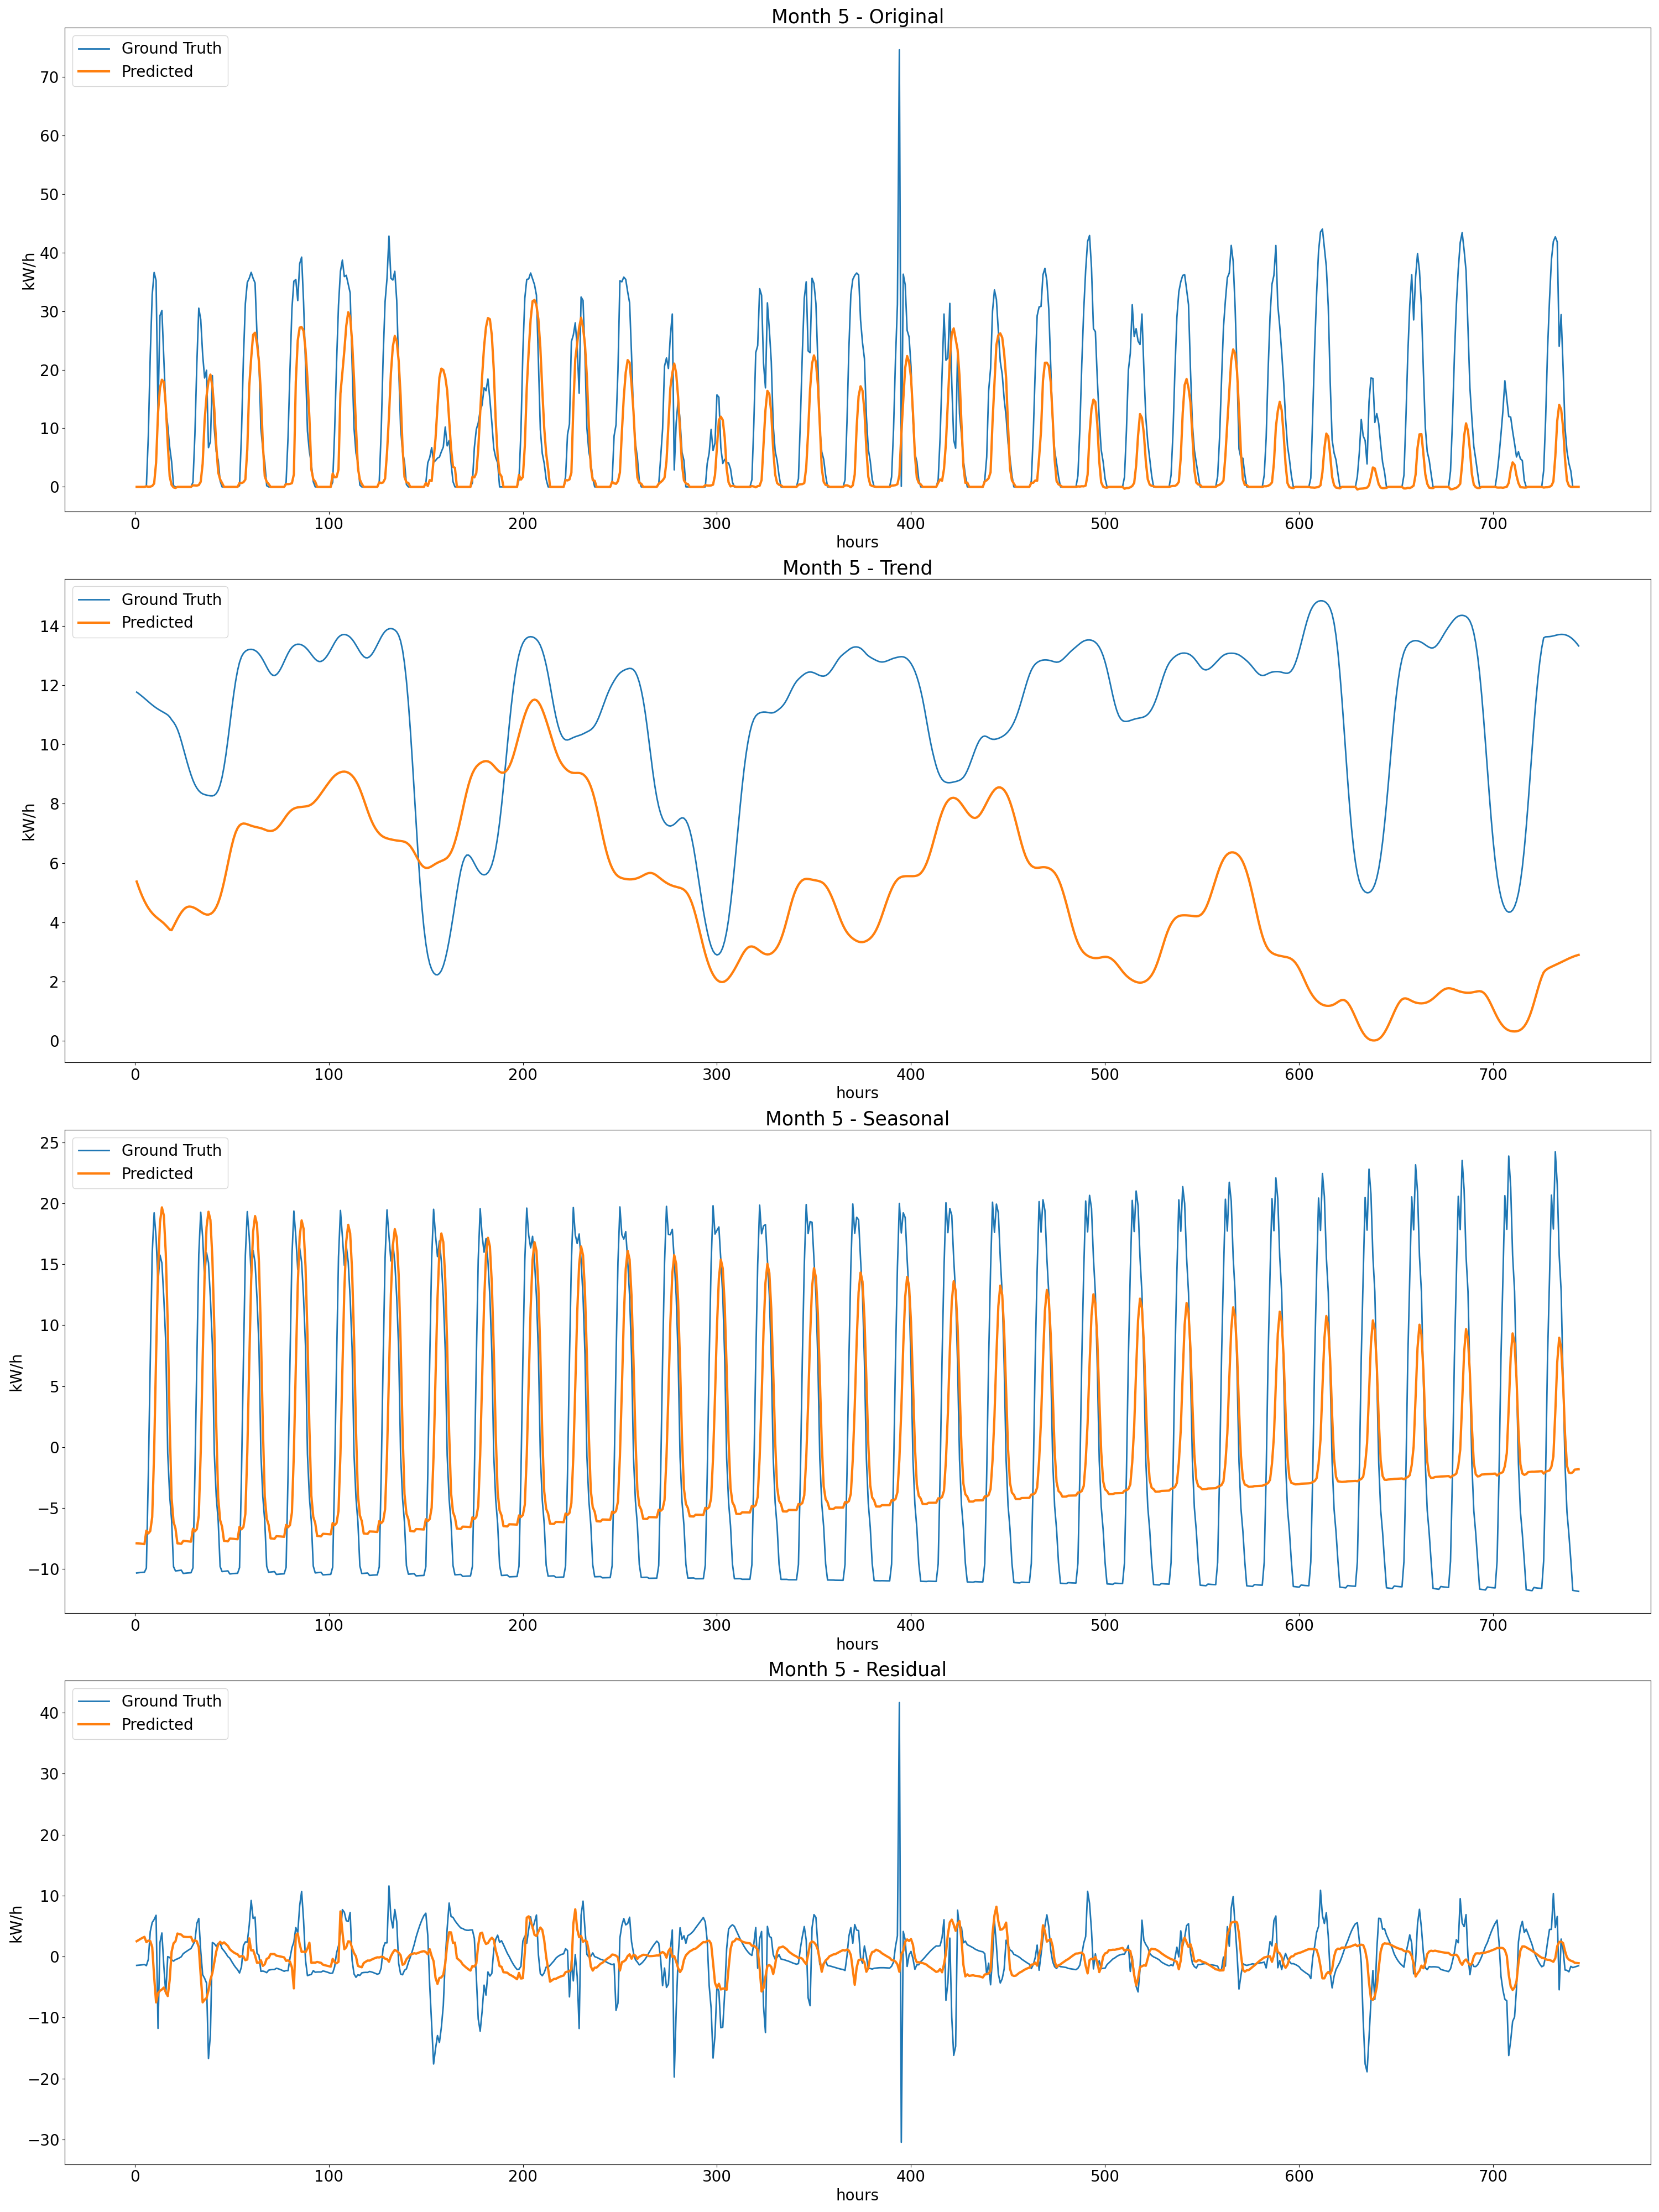 Month 5 - Original
Ground Truth
Predicted
70
60
50
40
30
20
10
0
kW/h
0 100 200 300 400 500 600 700
hours
Month 5 - Trend
Ground Truth
Predicted
14
12
10
8
6
4
2
0
kW/h
0 100 200 300 400 500 600 700
hours
Month 5 - Seasonal
Ground Truth
Predicted
25
20
15
10
5
0
−5
−10
kW/h
0 100 200 300 400 500 600 700
hours
Month 5 - Residual
Ground Truth
Predicted
40
30
20
10
0
−10
−20
−30
kW/h
0 100 200 300 400 500 600 700
hours